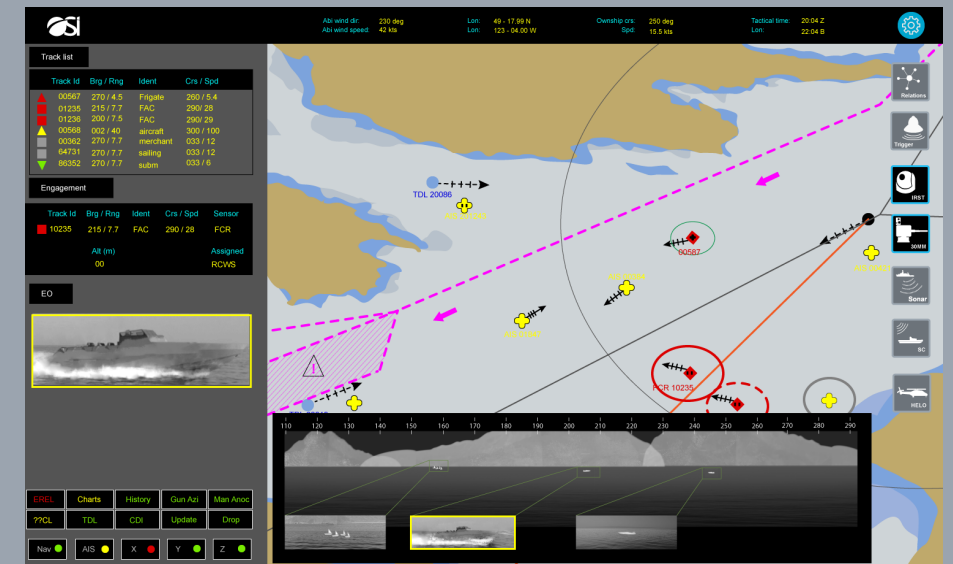 OSI
Abi wind dir: 230 deg Lon: 49 - 17.99 N Ownship crs: 250 deg Tactical time: 20:04 Z
Abi wind speed: 42 kts Lon: 123 - 04.00 W Spd: 15.5 kts Lon: 22:04 B
Track list
Track Id Brg / Rng Ident Crs / Spd
00567 270 / 4.5 Frigate 260 / 5.4
01235 215 / 7.7 FAC 290/ 28
01236 200 / 7.5 FAC 290/ 29
00568 002 / 40 aircraft 300 / 100
00362 270 / 7.7 merchant 033 / 12
64731 270 / 7.7 sailing 033 / 12
86352 270 / 7.7 subm 033 / 6
Engagement
Track Id Brg / Rng Ident Crs / Spd Sensor
10235 215 / 7.7 FAC 290 / 28 FCR
Alt (m) Assigned
00 RCWS
EO
EREL Charts History Gun Azi Man Anoc
??CL TDL CDI Update Drop
Nav AIS X Y Z
Relations
Trigger
IRST
30MM
Sonar
SC
HELO
TDL 20086
00587
FCR 10235
!
110 120 130 140 150 160 170 180 190 200 210 220 230 240 250 260 270 280 290